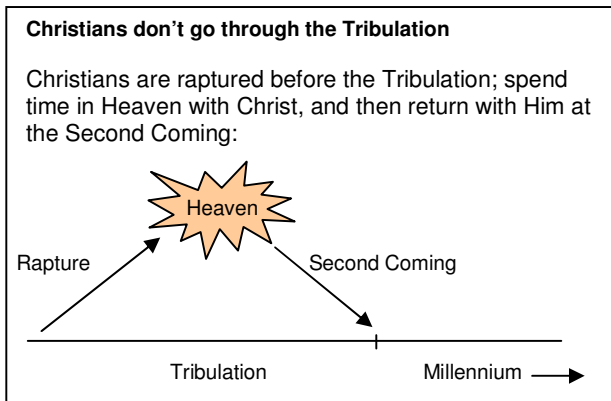 Christians don't go through the Tribulation
Christians are raptured before the Tribulation; spend
time in Heaven with Christ, and then return with Him at
the Second Coming:
Heaven
Rapture
Second Coming
Tribulation
Millennium